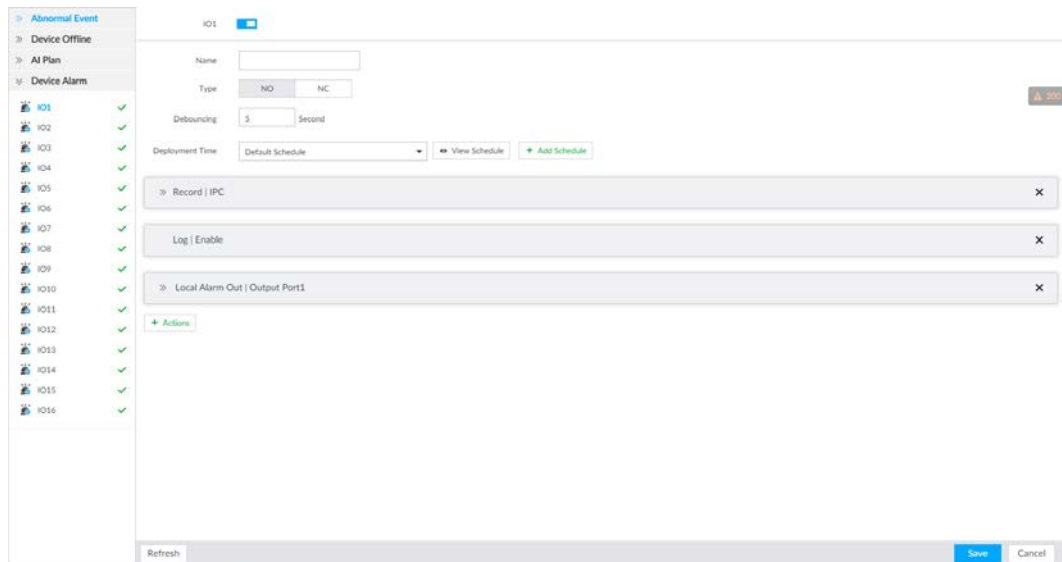 Abnormal Event
Device Offline
AI Plan
Device Alarm
IO1
IO2
IO3
IO4
IO5
IO6
IO7
IO8
IO9
IO10
IO11
IO12
IO13
IO14
IO15
IO16
IO1
Name
Type NO NC
Debouncing 5 Second
Deployment Time Default Schedule View Schedule + Add Schedule
200
Record | IPC
Log | Enable
Local Alarm Out | Output Port1
+ Actions
Refresh Save Cancel